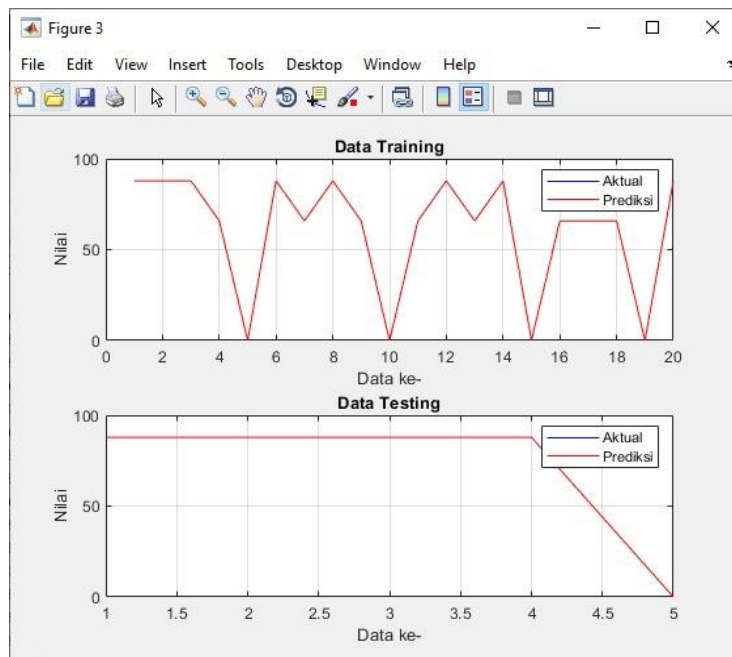 Figure 3
File Edit View Insert Tools Desktop Window Help
Data Training
100
50
0
Nilai
Aktual
Prediksi
0 2 4 6 8 10 12 14 16 18 20
Data ke-
Data Testing
100
50
0
Nilai
Aktual
Prediksi
1 1.5 2 2.5 3 3.5 4 4.5 5
Data ke-